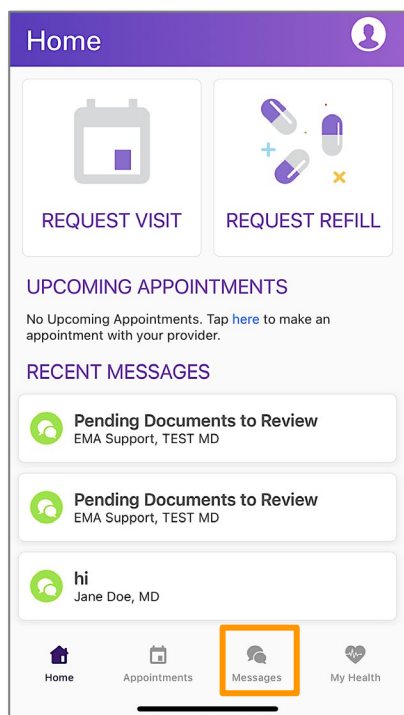 Home
REQUEST VISIT
REQUEST REFILL
UPCOMING APPOINTMENTS
No Upcoming Appointments. Tap here to make an
appointment with your provider.
RECENT MESSAGES
Pending Documents to Review
EMA Support, TEST MD
Pending Documents to Review
EMA Support, TEST MD
hi
Jane Doe, MD
Home
Appointments
Messages
My Health